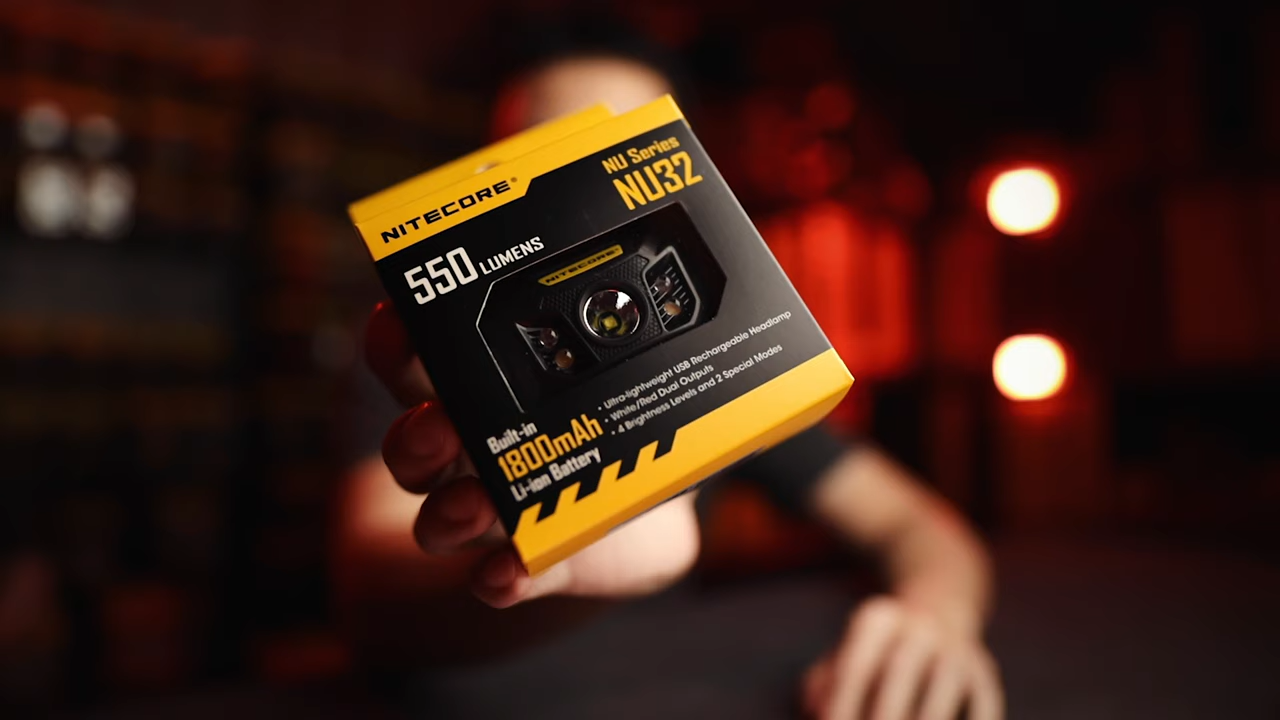 NITECORE®
NU Series
NU32
550 LUMENS
NITECORE®
• Ultra-lightweight USB Rechargeable Headlamp
• White/Red Dual Outputs
• 4 Brightness Levels and 2 Special Modes
Built-in
1800mAh
Li-ion Battery